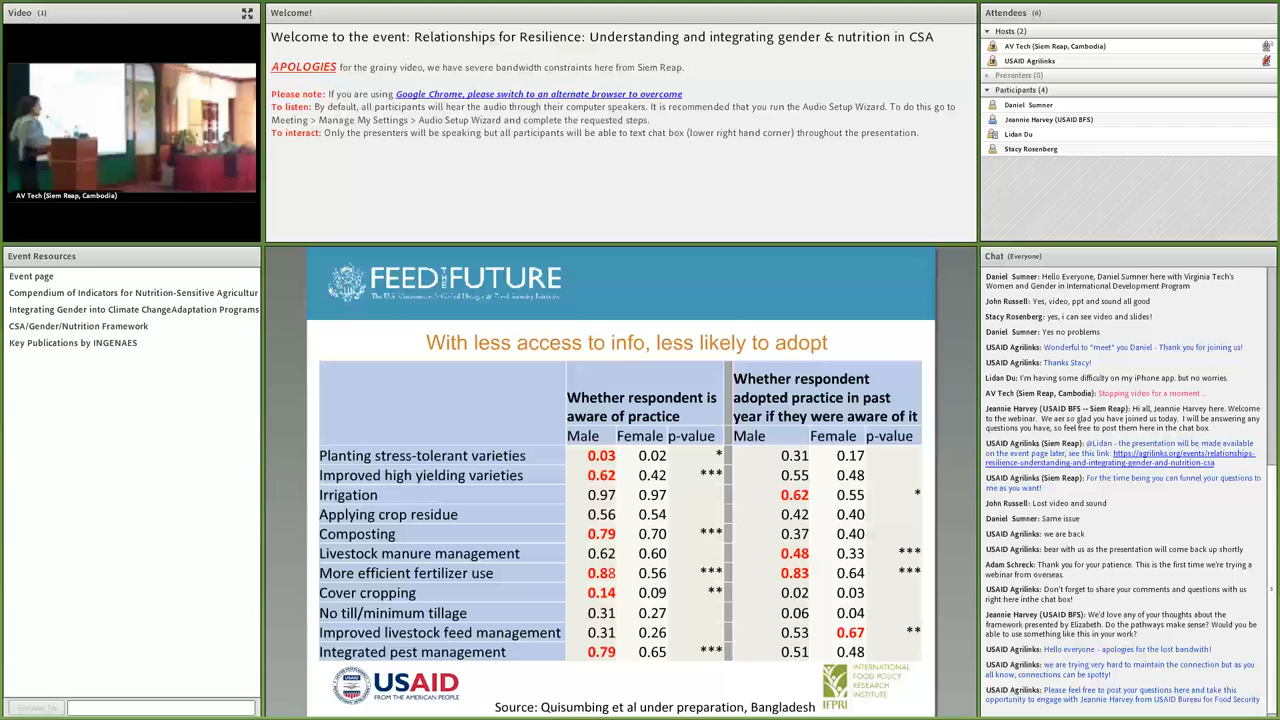 Video (1)
AV Tech (Siem Reap, Cambodia)
Welcome!
Welcome to the event: Relationships for Resilience: Understanding and integrating gender & nutrition in CSA
APOLOGIES for the grainy video, we have severe bandwidth constraints here from Siem Reap.
Please note: If you are using Google Chrome, please switch to an alternate browser to overcome
To listen: By default, all participants will hear the audio through their computer speakers. It is recommended that you run the Audio Setup Wizard. To do this go to
Meeting > Manage My Settings > Audio Setup Wizard and complete the requested steps.
To interact: Only the presenters will be speaking but all participants will be able to text chat box (lower right hand corner) throughout the presentation.
Attendees (6)
Hosts (2)
AV Tech (Siem Reap, Cambodia)
USAID Agrilinks
Presenters (0)
Participants (4)
Daniel Sumner
Jeannie Harvey (USAID BFS)
Lidan Du
Stacy Rosenberg
Event Resources
Event page
Compendium of Indicators for Nutrition-Sensitive Agricultur
Integrating Gender into Climate ChangeAdaptation Programs
CSA/Gender/Nutrition Framework
Key Publications by INGENAES
FEED THE FUTURE
The U.S. Government's Global Hunger & Food Security Initiative
With less access to info, less likely to adopt
Whether respondent is aware of practice
Whether respondent adopted practice in past year if they were aware of it
Male Female p-value Male Female p-value
Planting stress-tolerant varieties 0.03 0.02 * 0.31 0.17
Improved high yielding varieties 0.62 0.42 *** 0.55 0.48
Irrigation 0.97 0.97 0.62 0.55 *
Applying crop residue 0.56 0.54 0.42 0.40
Composting 0.79 0.70 *** 0.37 0.40
Livestock manure management 0.62 0.60 0.48 0.33 ***
More efficient fertilizer use 0.88 0.56 *** 0.83 0.64 ***
Cover cropping 0.14 0.09 ** 0.02 0.03
No till/minimum tillage 0.31 0.27 0.06 0.04
Improved livestock feed management 0.31 0.26 0.53 0.67 **
Integrated pest management 0.79 0.65 *** 0.51 0.48
USAID
FROM THE AMERICAN PEOPLE
INTERNATIONAL
FOOD POLICY
RESEARCH
INSTITUTE
IFPRI
Source: Quisumbing et al under preparation, Bangladesh
Chat (Everyone)
Daniel Sumner: Hello Everyone, Daniel Sumner here with Virginia Tech's
Women and Gender in International Development Program
John Russell: Yes, video, ppt and sound all good
Stacy Rosenberg: yes, i can see video and slides!
Daniel Sumner: Yes no problems
USAID Agrilinks: Wonderful to "meet" you Daniel - Thank you for joining us!
USAID Agrilinks: Thanks Stacy!
Lidan Du: I'm having some difficulty on my iPhone app. but no worries.
AV Tech (Siem Reap, Cambodia): Stopping video for a moment ...
Jeannie Harvey (USAID BFS -- Siem Reap): Hi all, Jeannie Harvey here. Welcome
to the webinar. We aer so glad you have joined us today. I will be answering any
questions you have, so feel free to post them here in the chat box.
USAID Agrilinks (Siem Reap): @Lidan - the presentation will be made available
on the event page later, see this link: https://agrilinks.org/events/relationships-
resilience-understanding-and-integrating-gender-and-nutrition-csa
USAID Agrilinks (Siem Reap): For the time being you can funnel your questions to
me as you want!
John Russell: Lost video and sound
Daniel Sumner: Same issue
USAID Agrilinks: we are back
USAID Agrilinks: bear with us as the presentation will come back up shortly
Adam Schreck: Thank you for your patience. This is the first time we're trying a
webinar from overseas.
USAID Agrilinks: Don't forget to share your comments and questions with us
right here inthe chat box!
Jeannie Harvey (USAID BFS): We'd love any of your thoughts about the
framework presented by Elizabeth. Do the pathways make sense? Would you be
able to use something like this in your work?
USAID Agrilinks: Hello everyone - apologies for the lost bandwith!
USAID Agrilinks: we are trying very hard to maintain the connection but as you
all know, connections can be spotty!
USAID Agrilinks: Please feel free to post your questions here and take this
opportunity to engage with Jeannie Harvey from USAID Bureau for Food Security